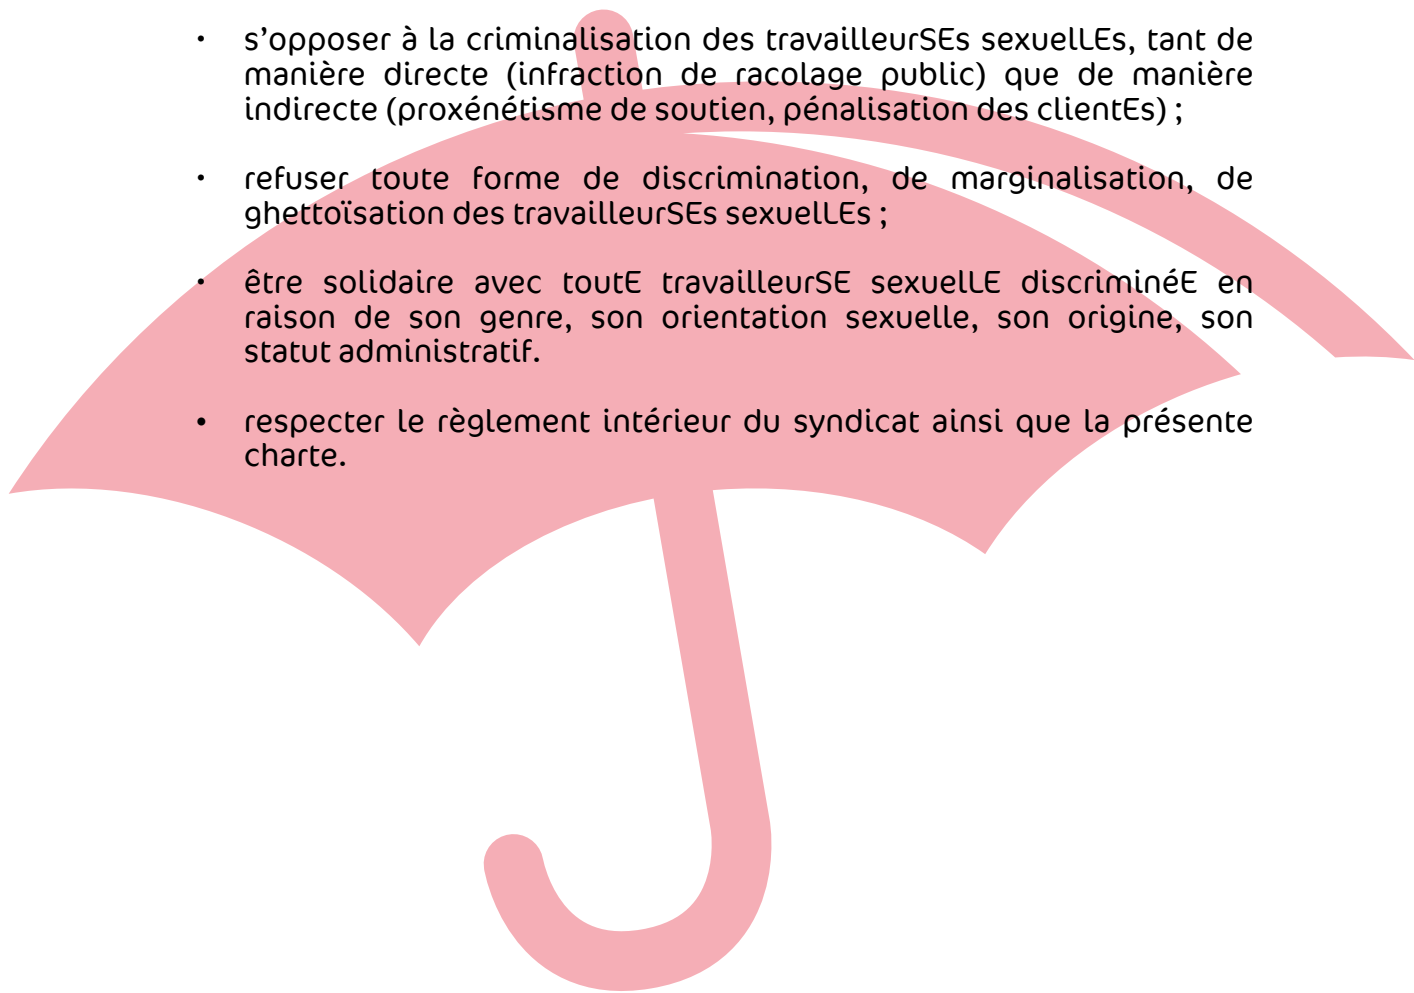 • s’opposer à la criminalisation des travailleurSEs sexuelLEs, tant de
manière directe (infraction de racolage public) que de manière
indirecte (proxénétisme de soutien, pénalisation des clientEs) ;
• refuser toute forme de discrimination, de marginalisation, de
ghettoïsation des travailleurSEs sexuelLEs ;
• être solidaire avec toutE travailleurSE sexuelLE discriminéE en
raison de son genre, son orientation sexuelle, son origine, son
statut administratif.
• respecter le règlement intérieur du syndicat ainsi que la présente
charte.